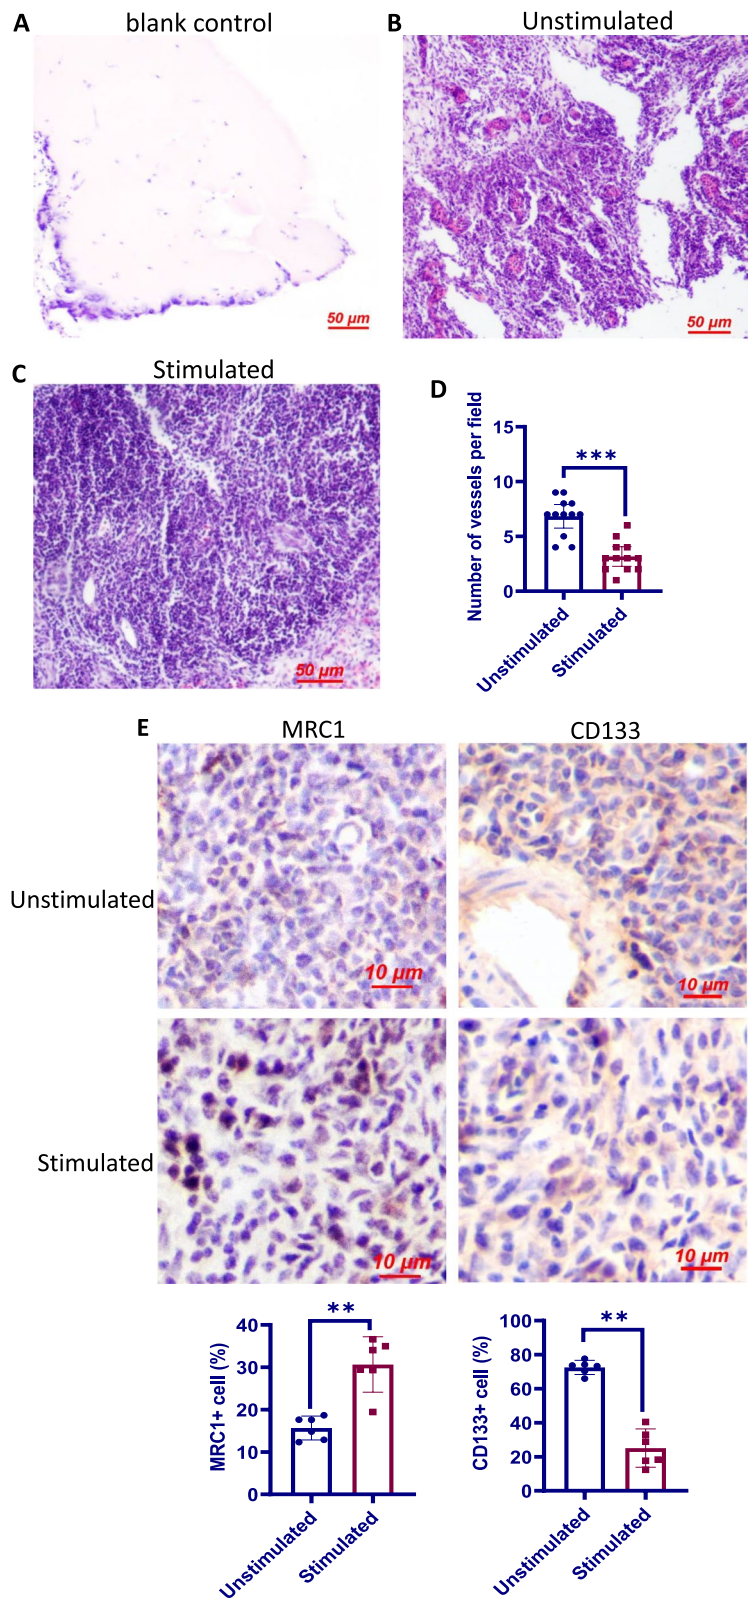 A
blank control
50 µm
B
Unstimulated
50 µm
C
Stimulated
50 µm
D
Number of vessels per field
15
10
5
0
***
Unstimulated
Stimulated
E
MRC1
CD133
Unstimulated
10 µm
10 µm
Stimulated
10 µm
10 µm
MRC1+ cell (%)
40
30
20
10
0
**
Unstimulated
Stimulated
CD133+ cell (%)
100
80
60
40
20
0
**
Unstimulated
Stimulated